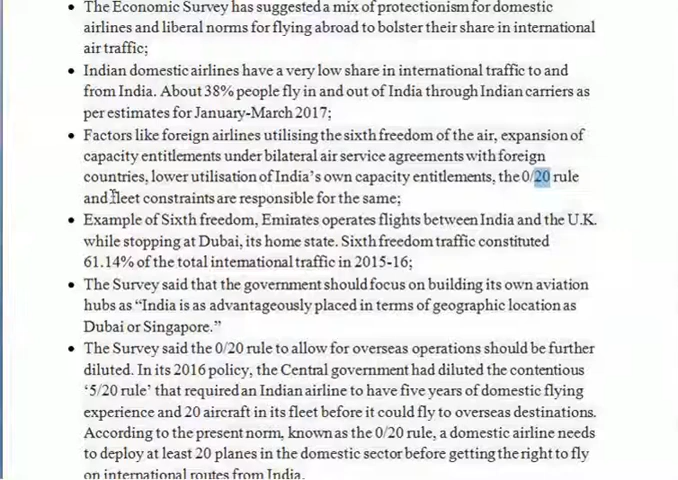 • The Economic Survey has suggested a mix of protectionism for domestic
airlines and liberal norms for flying abroad to bolster their share in international
air traffic;
• Indian domestic airlines have a very low share in international traffic to and
from India. About 38% people fly in and out of India through Indian carriers as
per estimates for January-March 2017;
• Factors like foreign airlines utilising the sixth freedom of the air, expansion of
capacity entitlements under bilateral air service agreements with foreign
countries, lower utilisation of India's own capacity entitlements, the 0/20 rule
and fleet constraints are responsible for the same;
• Example of Sixth freedom, Emirates operates flights between India and the U.K.
while stopping at Dubai, its home state. Sixth freedom traffic constituted
61.14% of the total international traffic in 2015-16;
• The Survey said that the government should focus on building its own aviation
hubs as “India is as advantageously placed in terms of geographic location as
Dubai or Singapore.”
• The Survey said the 0/20 rule to allow for overseas operations should be further
diluted. In its 2016 policy, the Central government had diluted the contentious
‘5/20 rule’ that required an Indian airline to have five years of domestic flying
experience and 20 aircraft in its fleet before it could fly to overseas destinations.
According to the present norm, known as the 0/20 rule, a domestic airline needs
to deploy at least 20 planes in the domestic sector before getting the right to fly
on international routes from India.